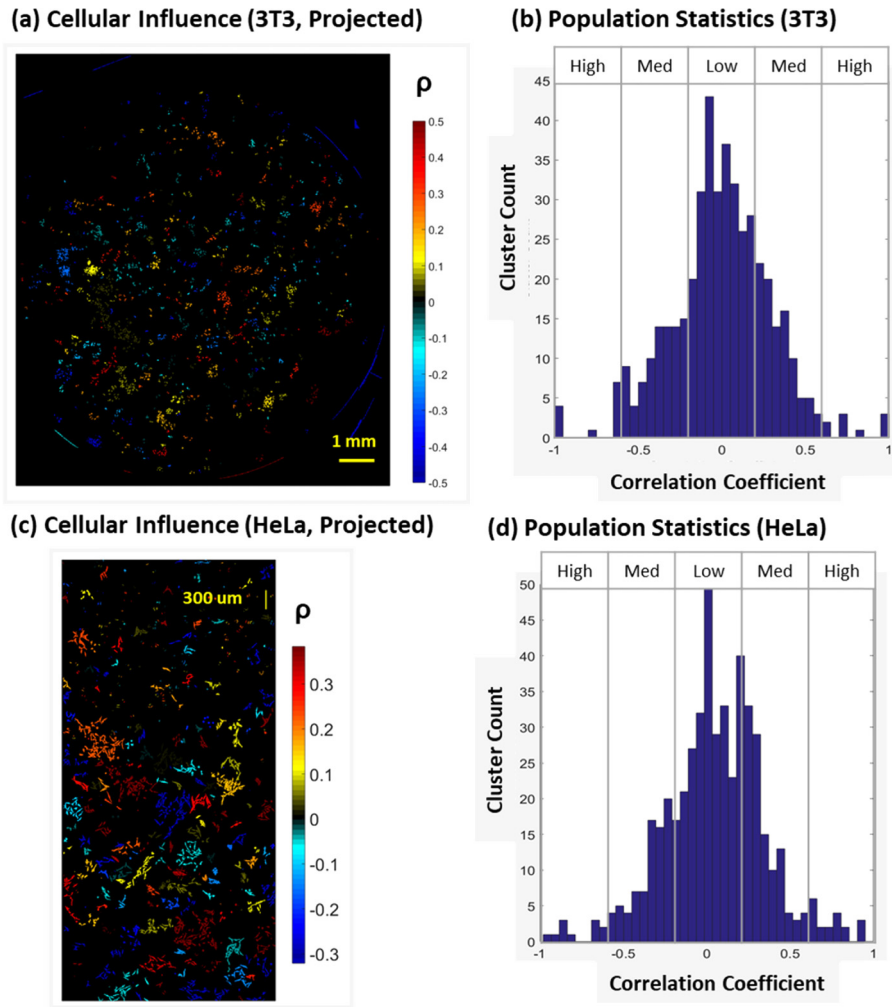 (a) Cellular Influence (3T3, Projected)
ρ
0.5
0.4
0.3
0.2
0.1
0
-0.1
-0.2
-0.3
-0.4
-0.5
1 mm
(b) Population Statistics (3T3)
High Med Low Med High
45
40
35
30
25
20
15
10
5
0
Cluster Count
-1 -0.5 0 0.5 1
Correlation Coefficient
(c) Cellular Influence (HeLa, Projected)
300 um
ρ
0.3
0.2
0.1
0
-0.1
-0.2
-0.3
(d) Population Statistics (HeLa)
High Med Low Med High
50
45
40
35
30
25
20
15
10
5
0
Cluster Count
-1 -0.5 0 0.5 1
Correlation Coefficient